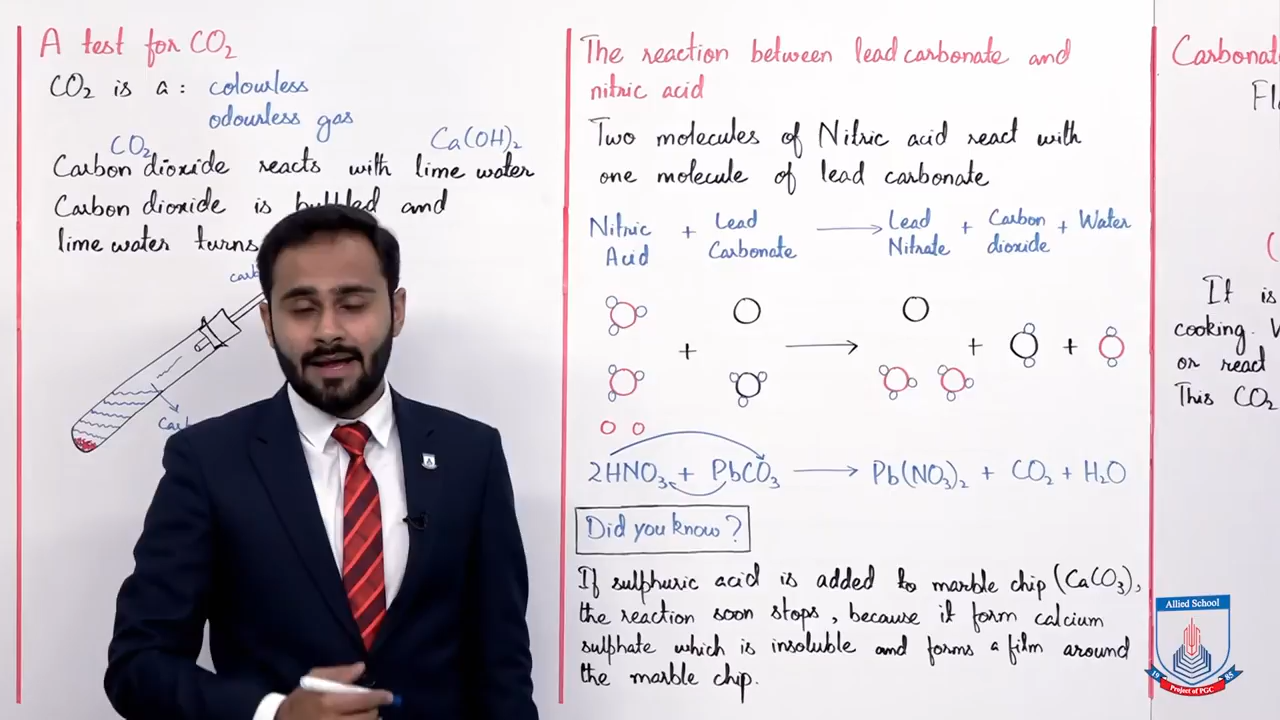 A test for CO₂
CO₂ is a: colourless
odourless gas
CO₂ Ca(OH)₂
Carbon dioxide reacts with lime water
Carbon dioxide is bubbled and
lime water turns
The reaction between lead carbonate and
nitric acid
Two molecules of Nitric acid react with
one molecule of lead carbonate
Nitric Acid + Lead Carbonate → Lead Nitrate + Carbon dioxide + Water
+ → + +
2HNO₃ + PbCO₃ → Pb(NO₃)₂ + CO₂ + H₂O
Did you know?
If sulphuric acid is added to marble chip (CaCO₃),
the reaction soon stops, because it form calcium
sulphate which is insoluble and forms a film around
the marble chip.
It is
cooking.
or react
This CO₂
Allied School
19 85
Project of PGC